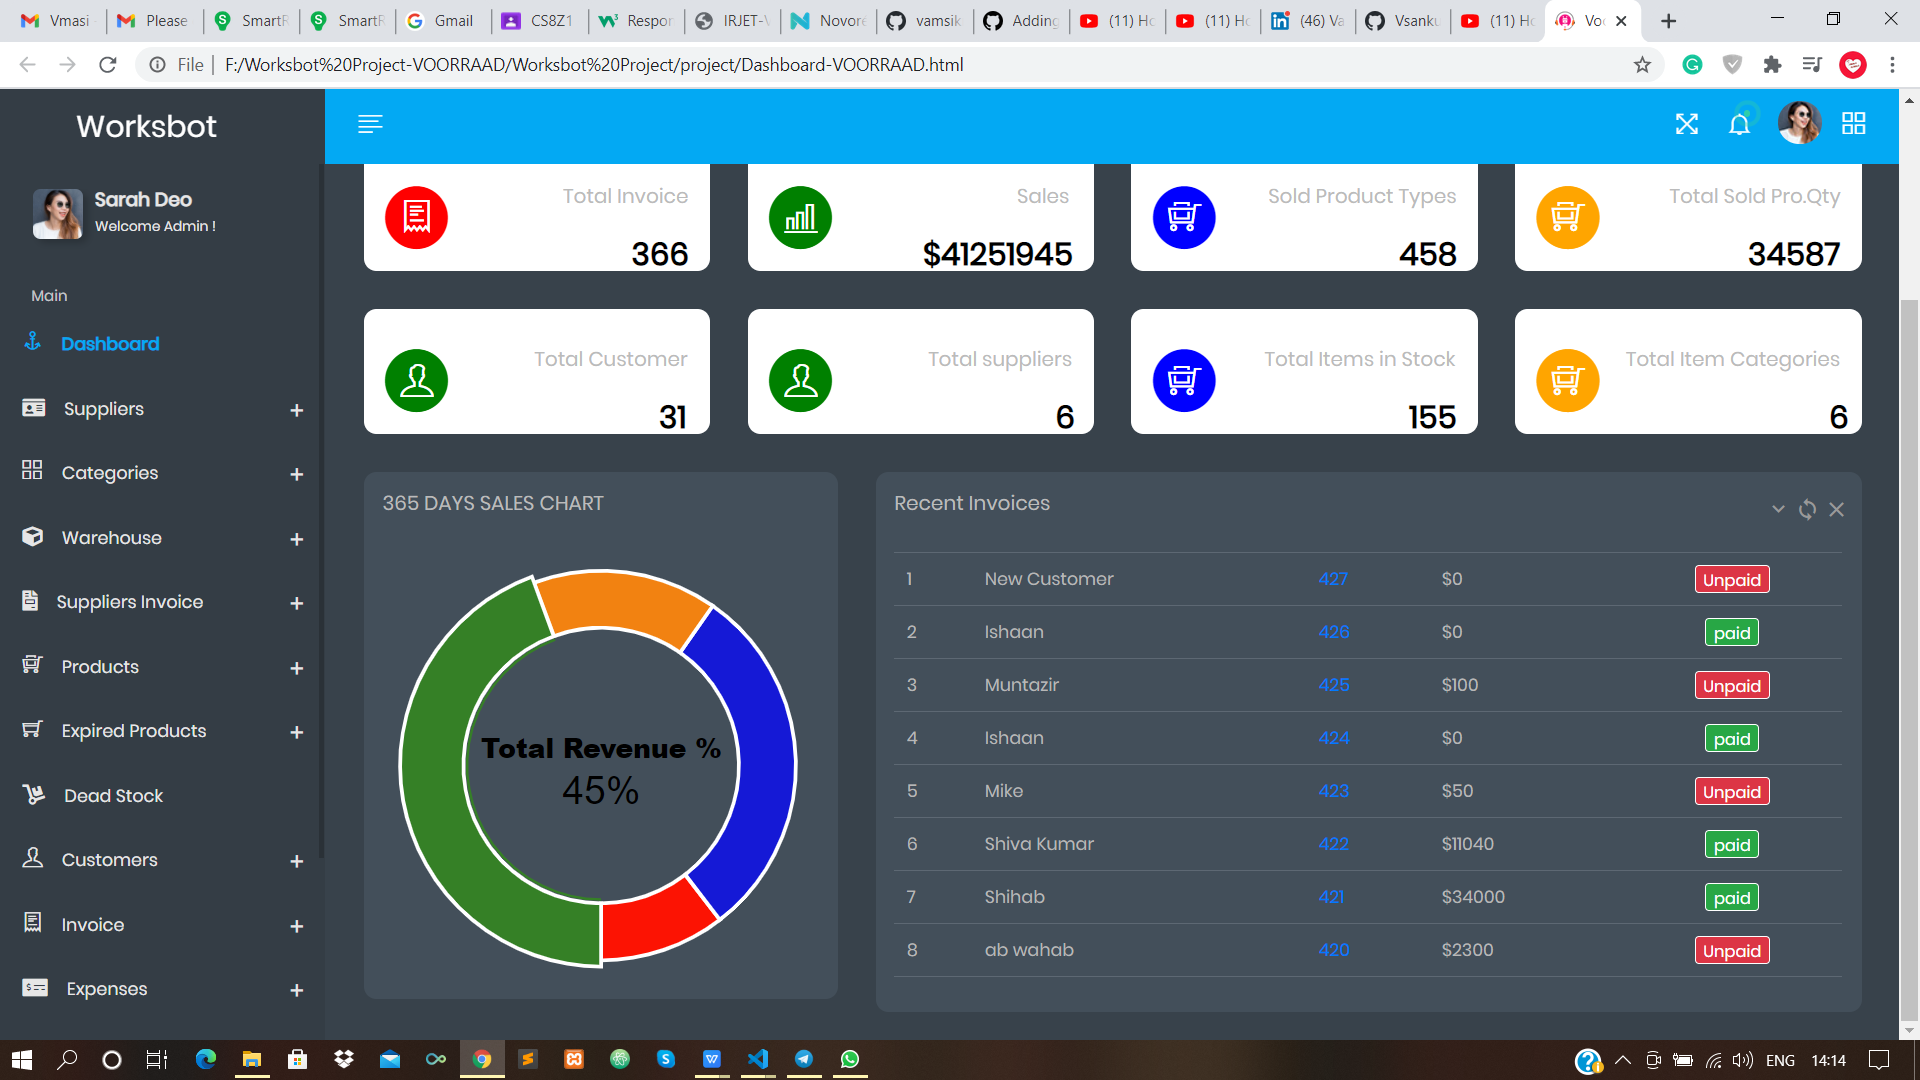 Vmasi
Please
SmartR
SmartR
Gmail
CS8Z1
Respon
IRJET-V
Novore
vamsik
Adding
(11) Ho
(11) Ho
(46) Va
Vsanku
(11) Ho
Voo
File | F:/Worksbot%20Project-VOORRAAD/Worksbot%20Project/project/Dashboard-VOORRAAD.html
Worksbot
Sarah Deo
Welcome Admin !
Main
Dashboard
Suppliers +
Categories +
Warehouse +
Suppliers Invoice +
Products +
Expired Products +
Dead Stock
Customers +
Invoice +
Expenses +
Total Invoice
366
Sales
$41251945
Sold Product Types
458
Total Sold Pro.Qty
34587
Total Customer
31
Total suppliers
6
Total Items in Stock
155
Total Item Categories
6
365 DAYS SALES CHART
Total Revenue %
45%
Recent Invoices
1 New Customer 427 $0 Unpaid
2 Ishaan 426 $0 paid
3 Muntazir 425 $100 Unpaid
4 Ishaan 424 $0 paid
5 Mike 423 $50 Unpaid
6 Shiva Kumar 422 $11040 paid
7 Shihab 421 $34000 paid
8 ab wahab 420 $2300 Unpaid
ENG 14:14